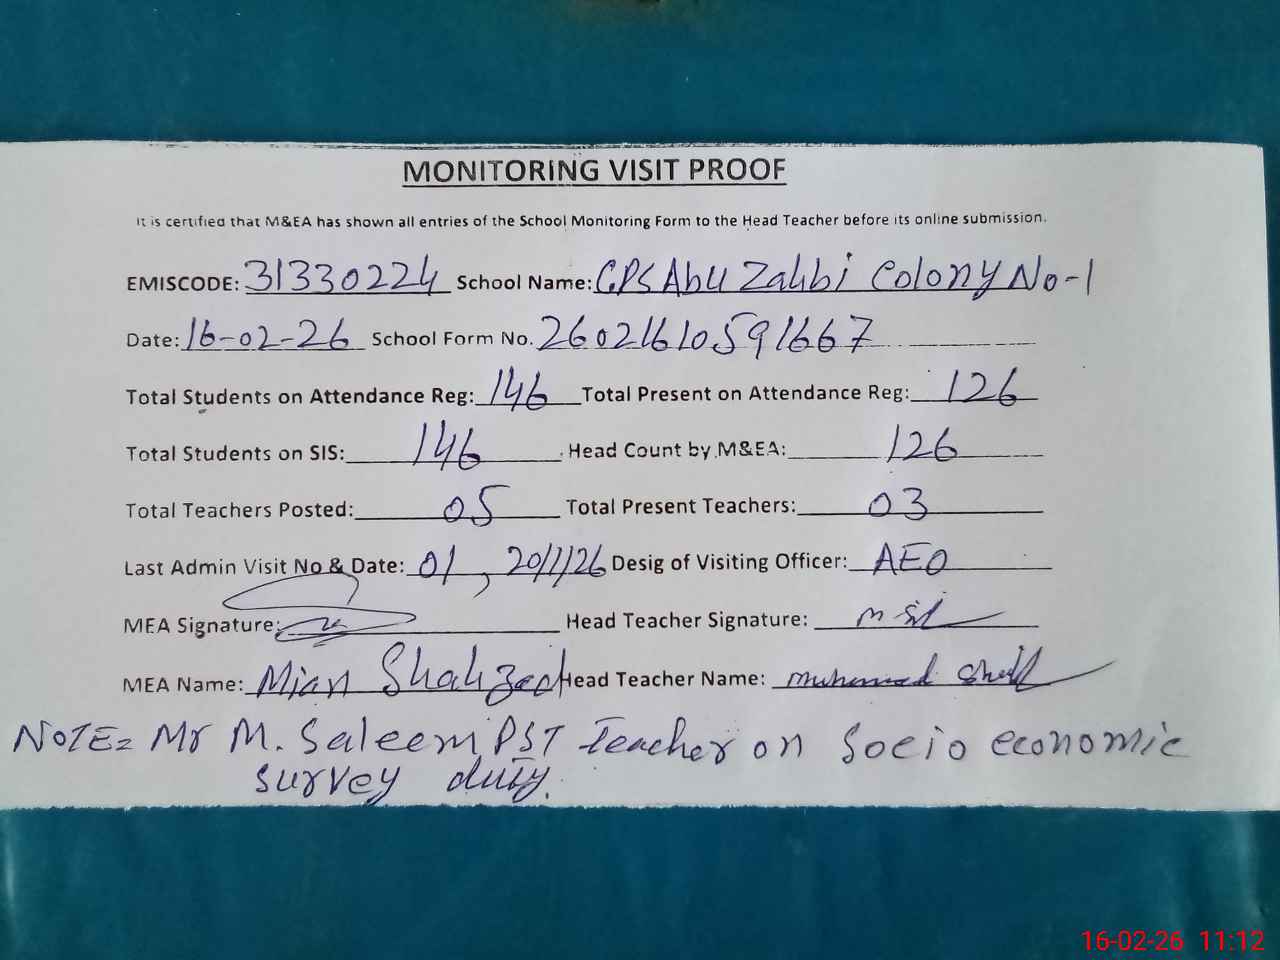 MONITORING VISIT PROOF
It is certified that M&EA has shown all entries of the School Monitoring Form to the Head Teacher before its online submission.
EMISCODE: 31330224 School Name: GPS Abu Zahbi Colony No-1
Date: 16-02-26 School Form No. 26021610591667
Total Students on Attendance Reg: 146 Total Present on Attendance Reg: 126
Total Students on SIS: 146 Head Count by M&EA: 126
Total Teachers Posted: 05 Total Present Teachers: 03
Last Admin Visit No & Date: 01, 20/1/26 Desig of Visiting Officer: AEO
MEA Signature: Head Teacher Signature:
MEA Name: Mian Shahzad Head Teacher Name: Muhammad
NOTE= Mr M. Saleem PST Teacher on Socio economic
survey duty.
16-02-26 11:12